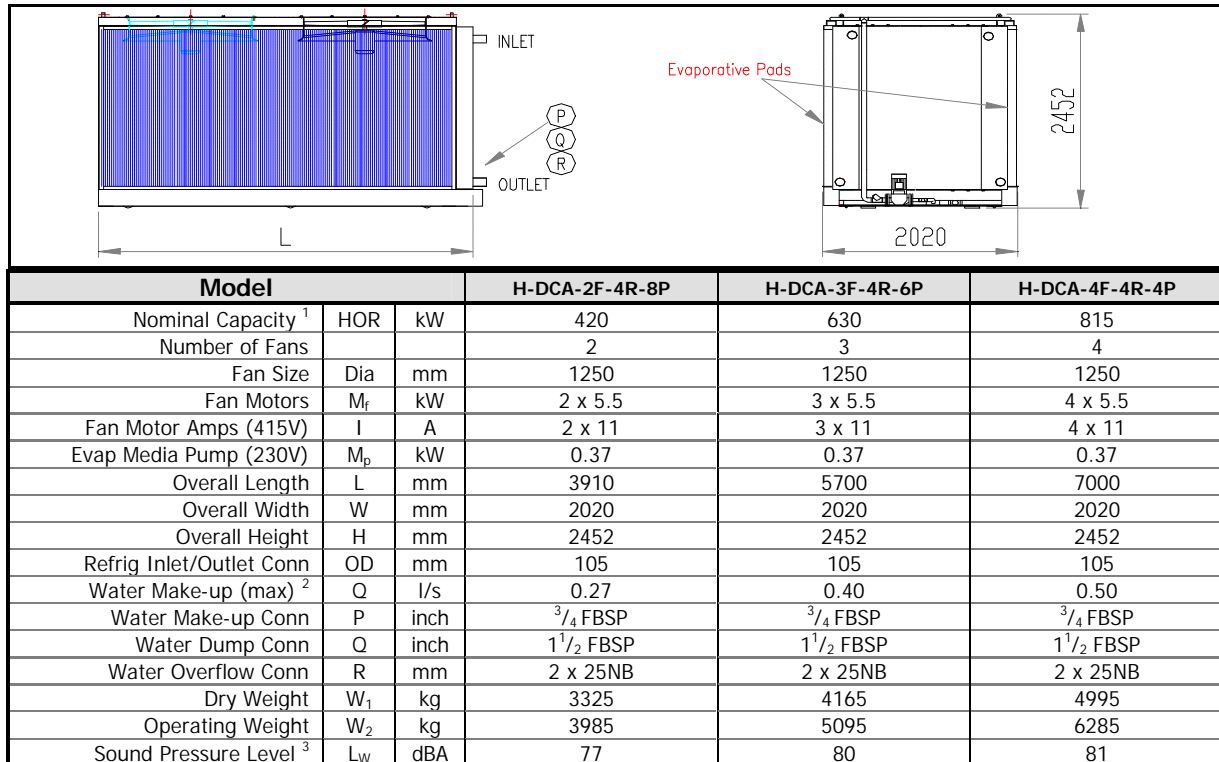 INLET
P
Q
R
OUTLET
L
Evaporative Pads
2452
2020
Model H-DCA-2F-4R-8P H-DCA-3F-4R-6P H-DCA-4F-4R-4P
Nominal Capacity 1 HOR kW 420 630 815
Number of Fans 2 3 4
Fan Size Dia mm 1250 1250 1250
Fan Motors Mf kW 2 x 5.5 3 x 5.5 4 x 5.5
Fan Motor Amps (415V) I A 2 x 11 3 x 11 4 x 11
Evap Media Pump (230V) Mp kW 0.37 0.37 0.37
Overall Length L mm 3910 5700 7000
Overall Width W mm 2020 2020 2020
Overall Height H mm 2452 2452 2452
Refrig Inlet/Outlet Conn OD mm 105 105 105
Water Make-up (max) 2 Q l/s 0.27 0.40 0.50
Water Make-up Conn P inch 3/4 FBSP 3/4 FBSP 3/4 FBSP
Water Dump Conn Q inch 1 1/2 FBSP 1 1/2 FBSP 1 1/2 FBSP
Water Overflow Conn R mm 2 x 25NB 2 x 25NB 2 x 25NB
Dry Weight W1 kg 3325 4165 4995
Operating Weight W2 kg 3985 5095 6285
Sound Pressure Level 3 LW dBA 77 80 81